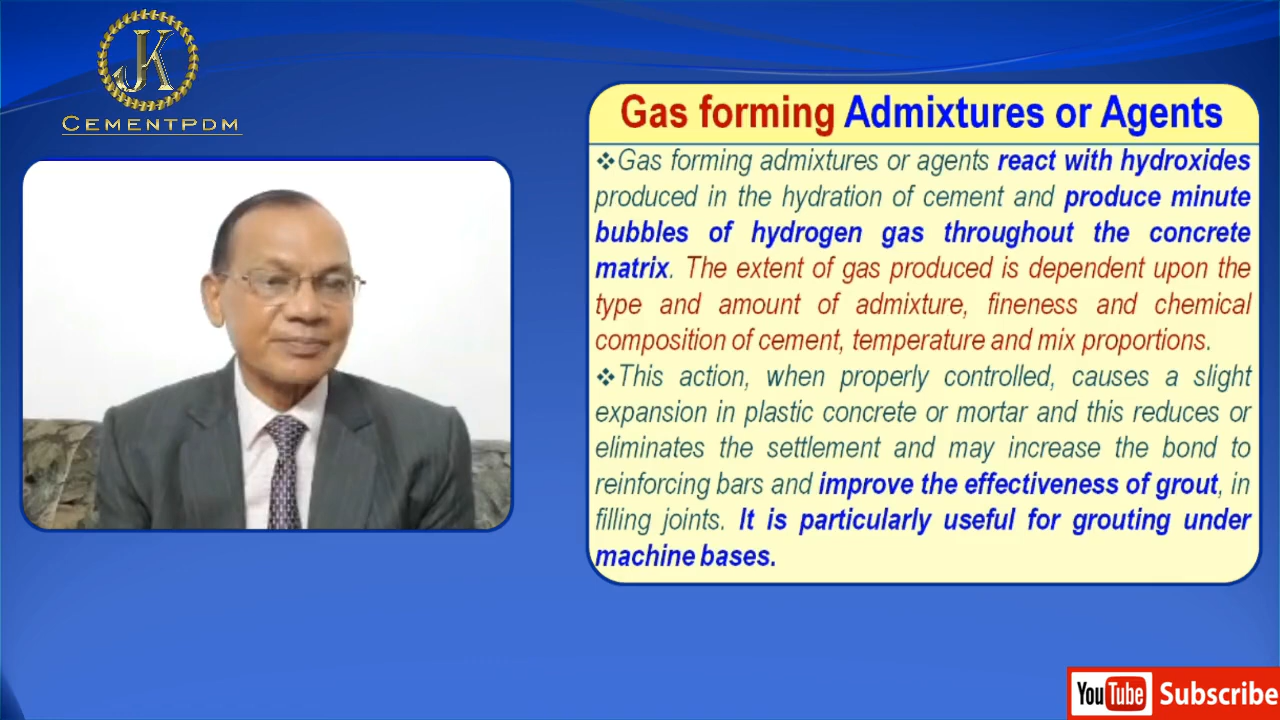 JK
CEMENTPDM
Gas forming Admixtures or Agents
❖Gas forming admixtures or agents react with hydroxides
produced in the hydration of cement and produce minute
bubbles of hydrogen gas throughout the concrete
matrix. The extent of gas produced is dependent upon the
type and amount of admixture, fineness and chemical
composition of cement, temperature and mix proportions.
❖This action, when properly controlled, causes a slight
expansion in plastic concrete or mortar and this reduces or
eliminates the settlement and may increase the bond to
reinforcing bars and improve the effectiveness of grout, in
filling joints. It is particularly useful for grouting under
machine bases.
YouTube Subscribe